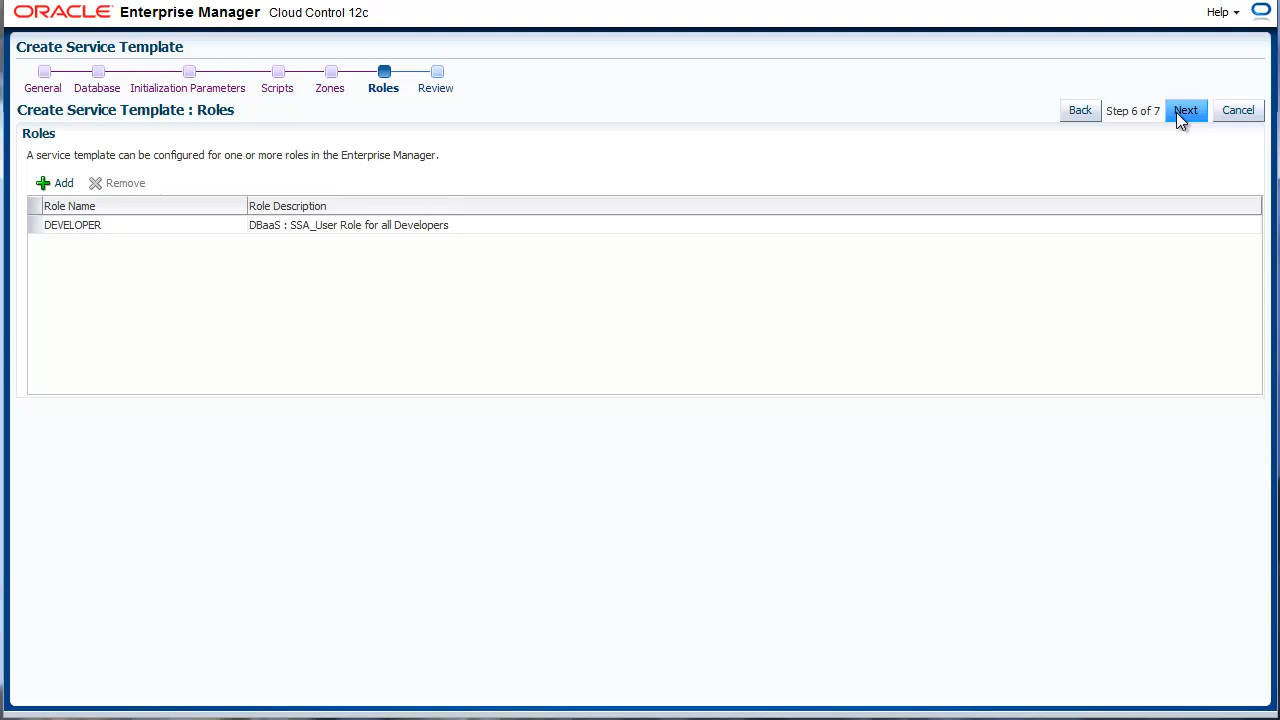 ORACLE Enterprise Manager Cloud Control 12c Help
Create Service Template
General Database Initialization Parameters Scripts Zones Roles Review
Create Service Template : Roles Back Step 6 of 7 Next Cancel
Roles
A service template can be configured for one or more roles in the Enterprise Manager.
Add Remove
Role Name Role Description
DEVELOPER DBaaS : SSA_User Role for all Developers